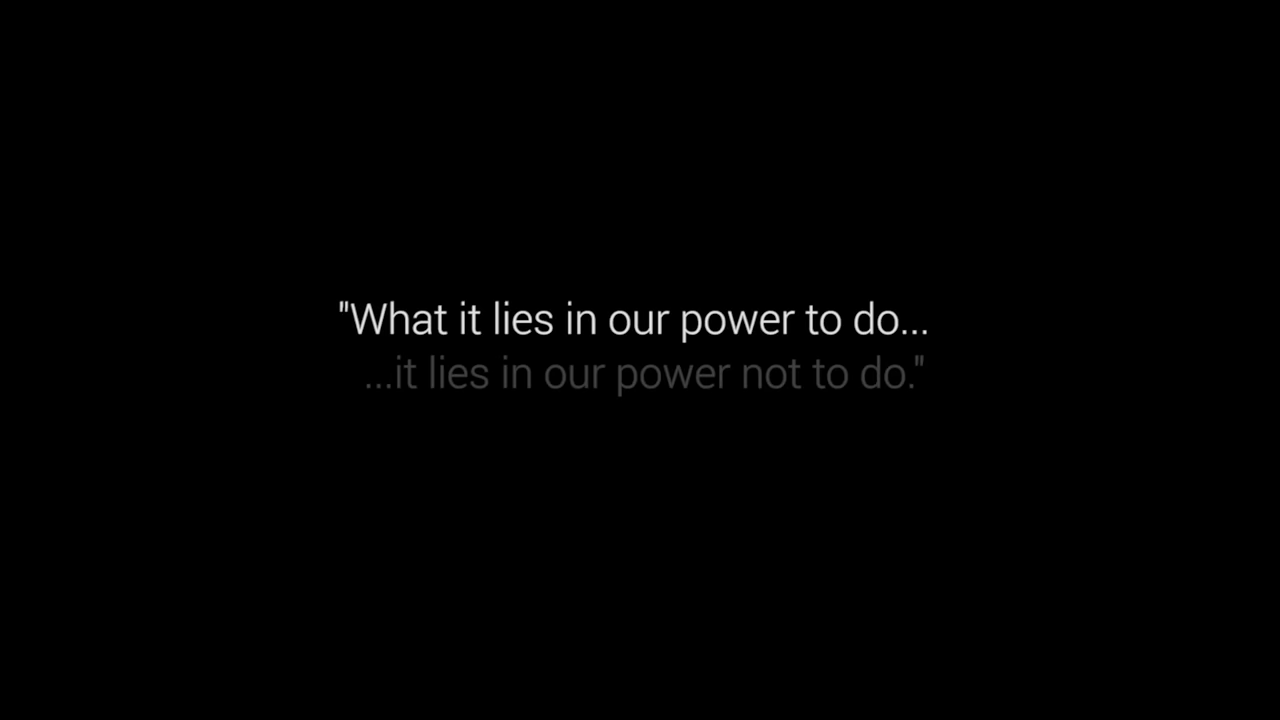 "What it lies in our power to do...
...it lies in our power not to do."